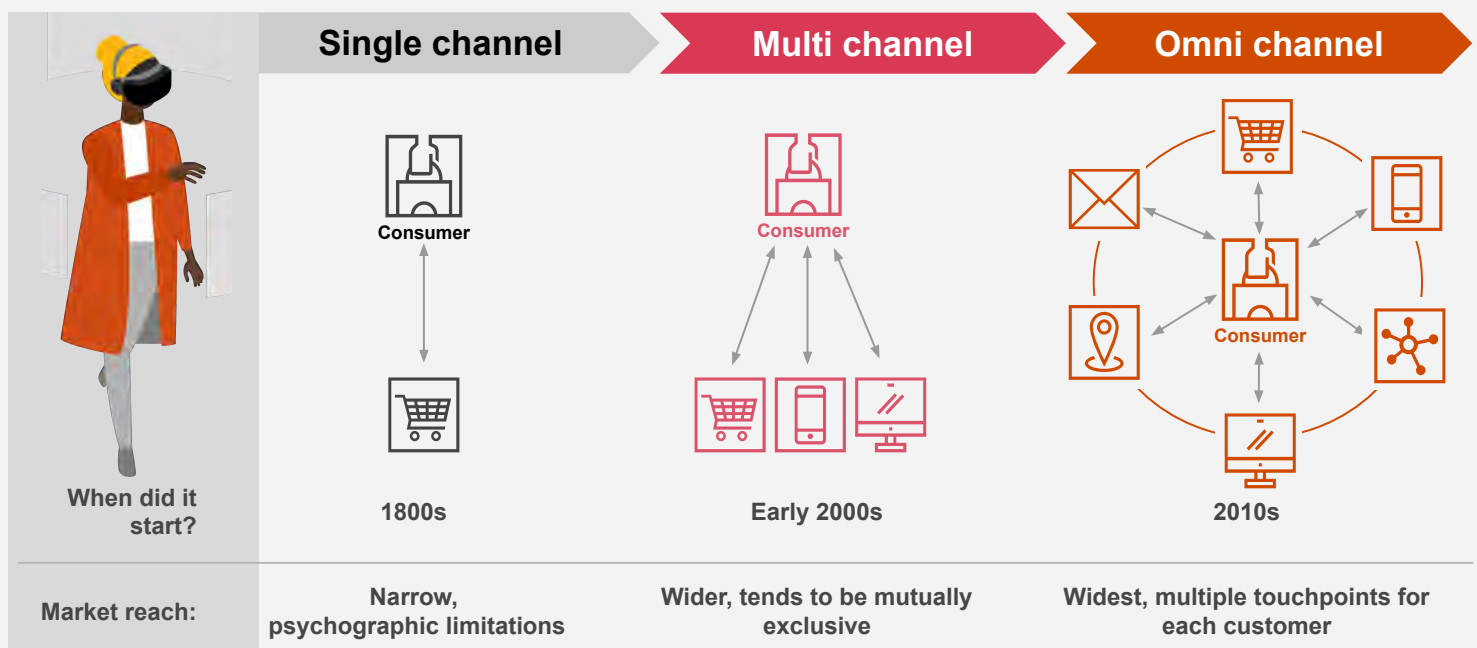 Single channel
Multi channel
Omni channel
Consumer
Consumer
Consumer
When did it
start?
1800s
Early 2000s
2010s
Market reach:
Narrow,
psychographic limitations
Wider, tends to be mutually
exclusive
Widest, multiple touchpoints for
each customer